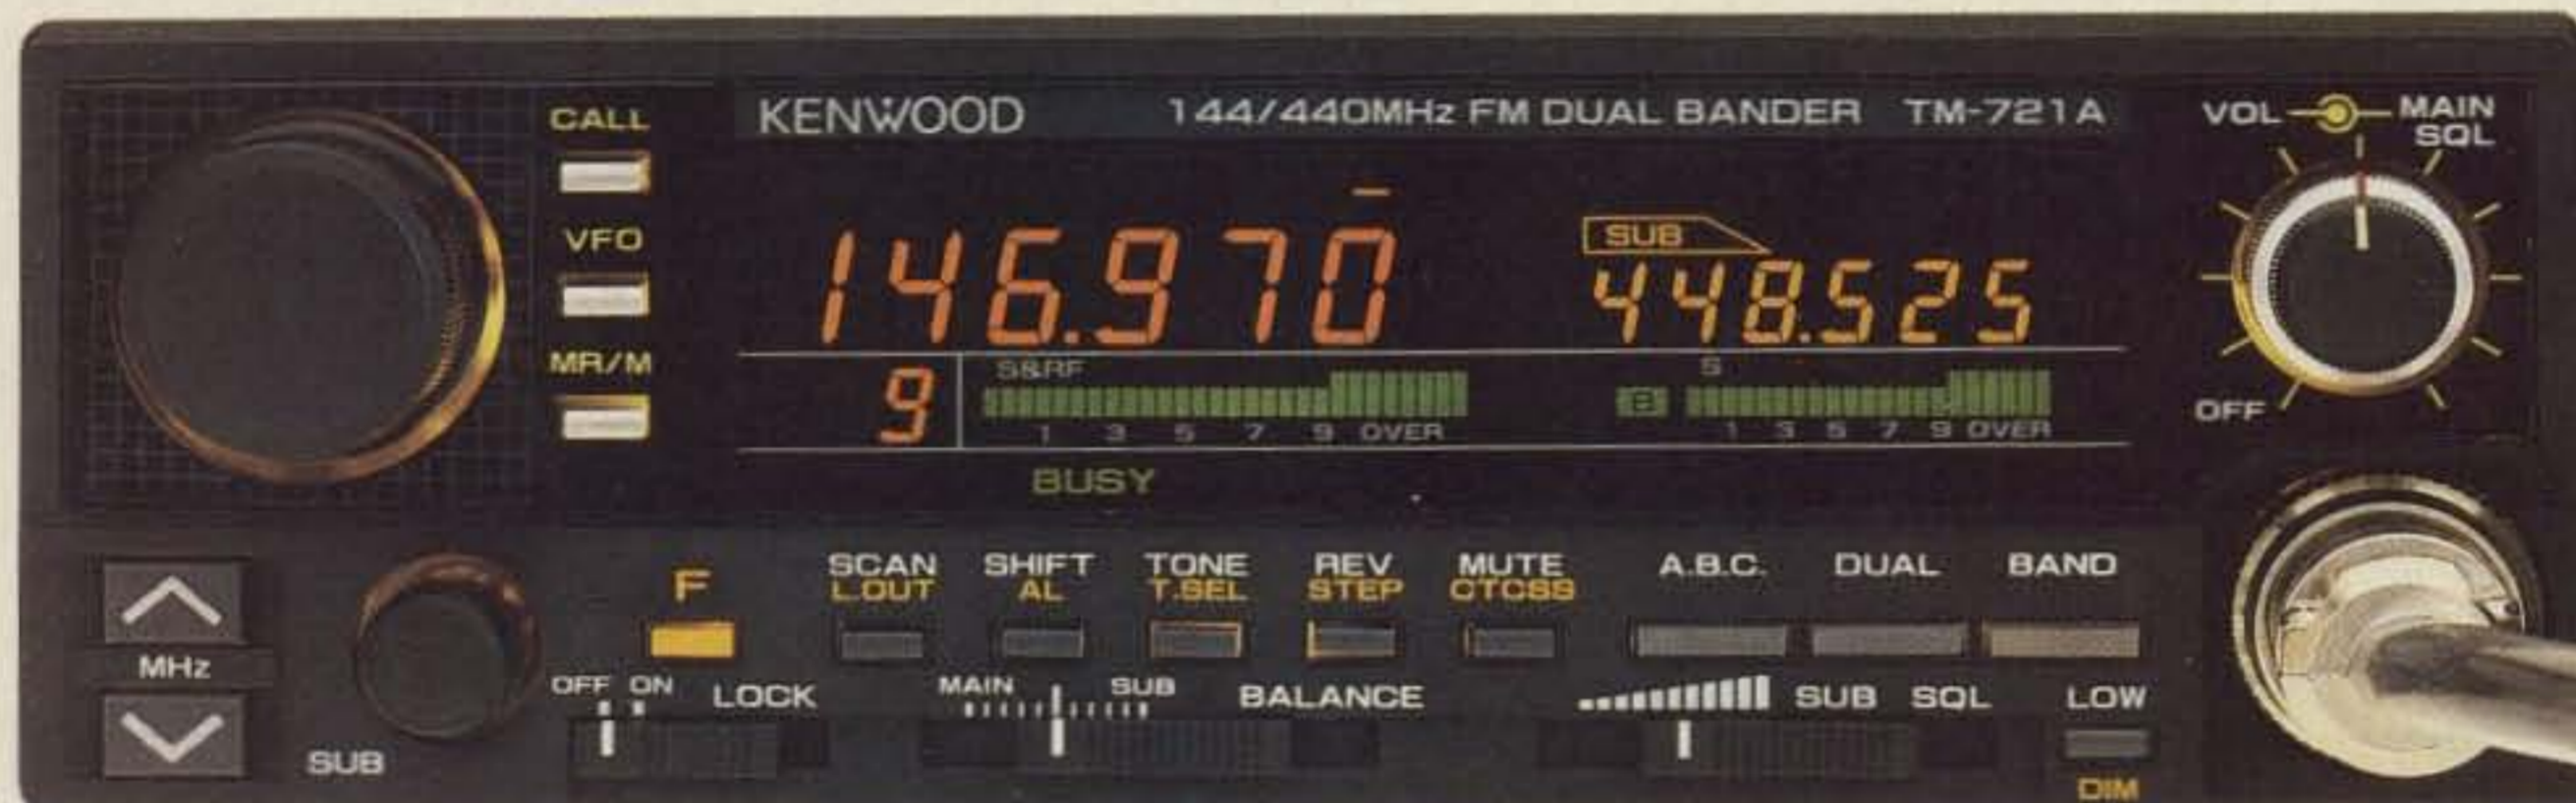 CALL
KENWOOD 144/440MHz FM DUAL BANDER TM-721A
VOL MAIN SQL
VFO
146.970
SUB
448.525
MR/M
9
S&RF
1 3 5 7 9 OVER
B
S
1 3 5 7 9 OVER
OFF
BUSY
MHz
SUB
F
SCAN SHIFT TONE REV MUTE A.B.C. DUAL BAND
L.OUT AL T.SEL STEP CTCSS
OFF ON LOCK
MAIN SUB BALANCE
SUB SQL
LOW
DIM